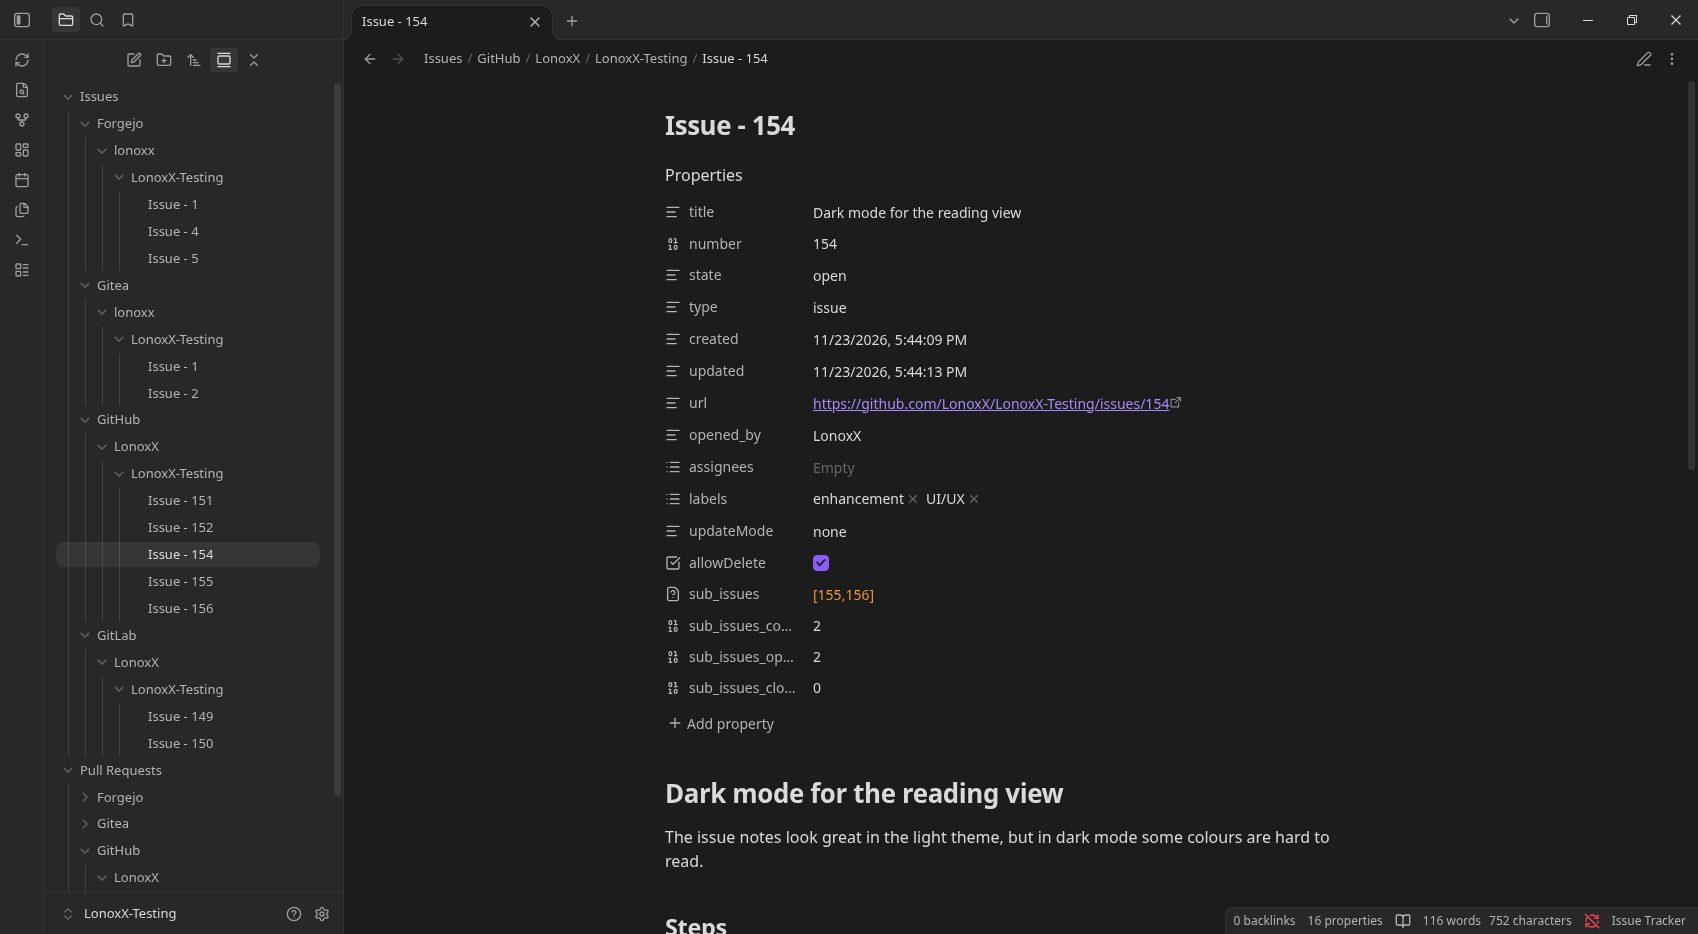 Issue - 154
Issues / GitHub / LonoxX / LonoxX-Testing / Issue - 154
Issues
Forgejo
lonoxx
LonoxX-Testing
Issue - 1
Issue - 4
Issue - 5
Gitea
lonoxx
LonoxX-Testing
Issue - 1
Issue - 2
GitHub
LonoxX
LonoxX-Testing
Issue - 151
Issue - 152
Issue - 154
Issue - 155
Issue - 156
GitLab
LonoxX
LonoxX-Testing
Issue - 149
Issue - 150
Pull Requests
Forgejo
Gitea
GitHub
LonoxX
LonoxX-Testing
Issue - 154
Properties
title Dark mode for the reading view
number 154
state open
type issue
created 11/23/2026, 5:44:09 PM
updated 11/23/2026, 5:44:13 PM
url https://github.com/LonoxX/LonoxX-Testing/issues/154
opened_by LonoxX
assignees Empty
labels enhancement UI/UX
updateMode none
allowDelete
sub_issues [155,156]
sub_issues_co... 2
sub_issues_op... 2
sub_issues_clo... 0
Add property
Dark mode for the reading view
The issue notes look great in the light theme, but in dark mode some colours are hard to
read.
Steps
0 backlinks 16 properties 116 words 752 characters Issue Tracker